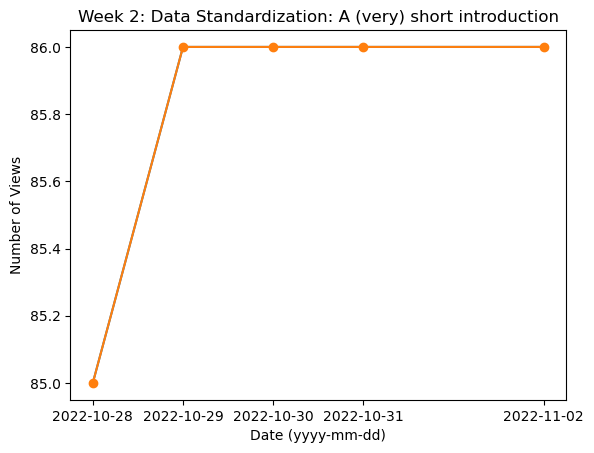 Week 2: Data Standardization: A (very) short introduction
86.0
85.8
85.6
85.4
85.2
85.0
Number of Views
2022-10-28 2022-10-29 2022-10-30 2022-10-31 2022-11-02
Date (yyyy-mm-dd)